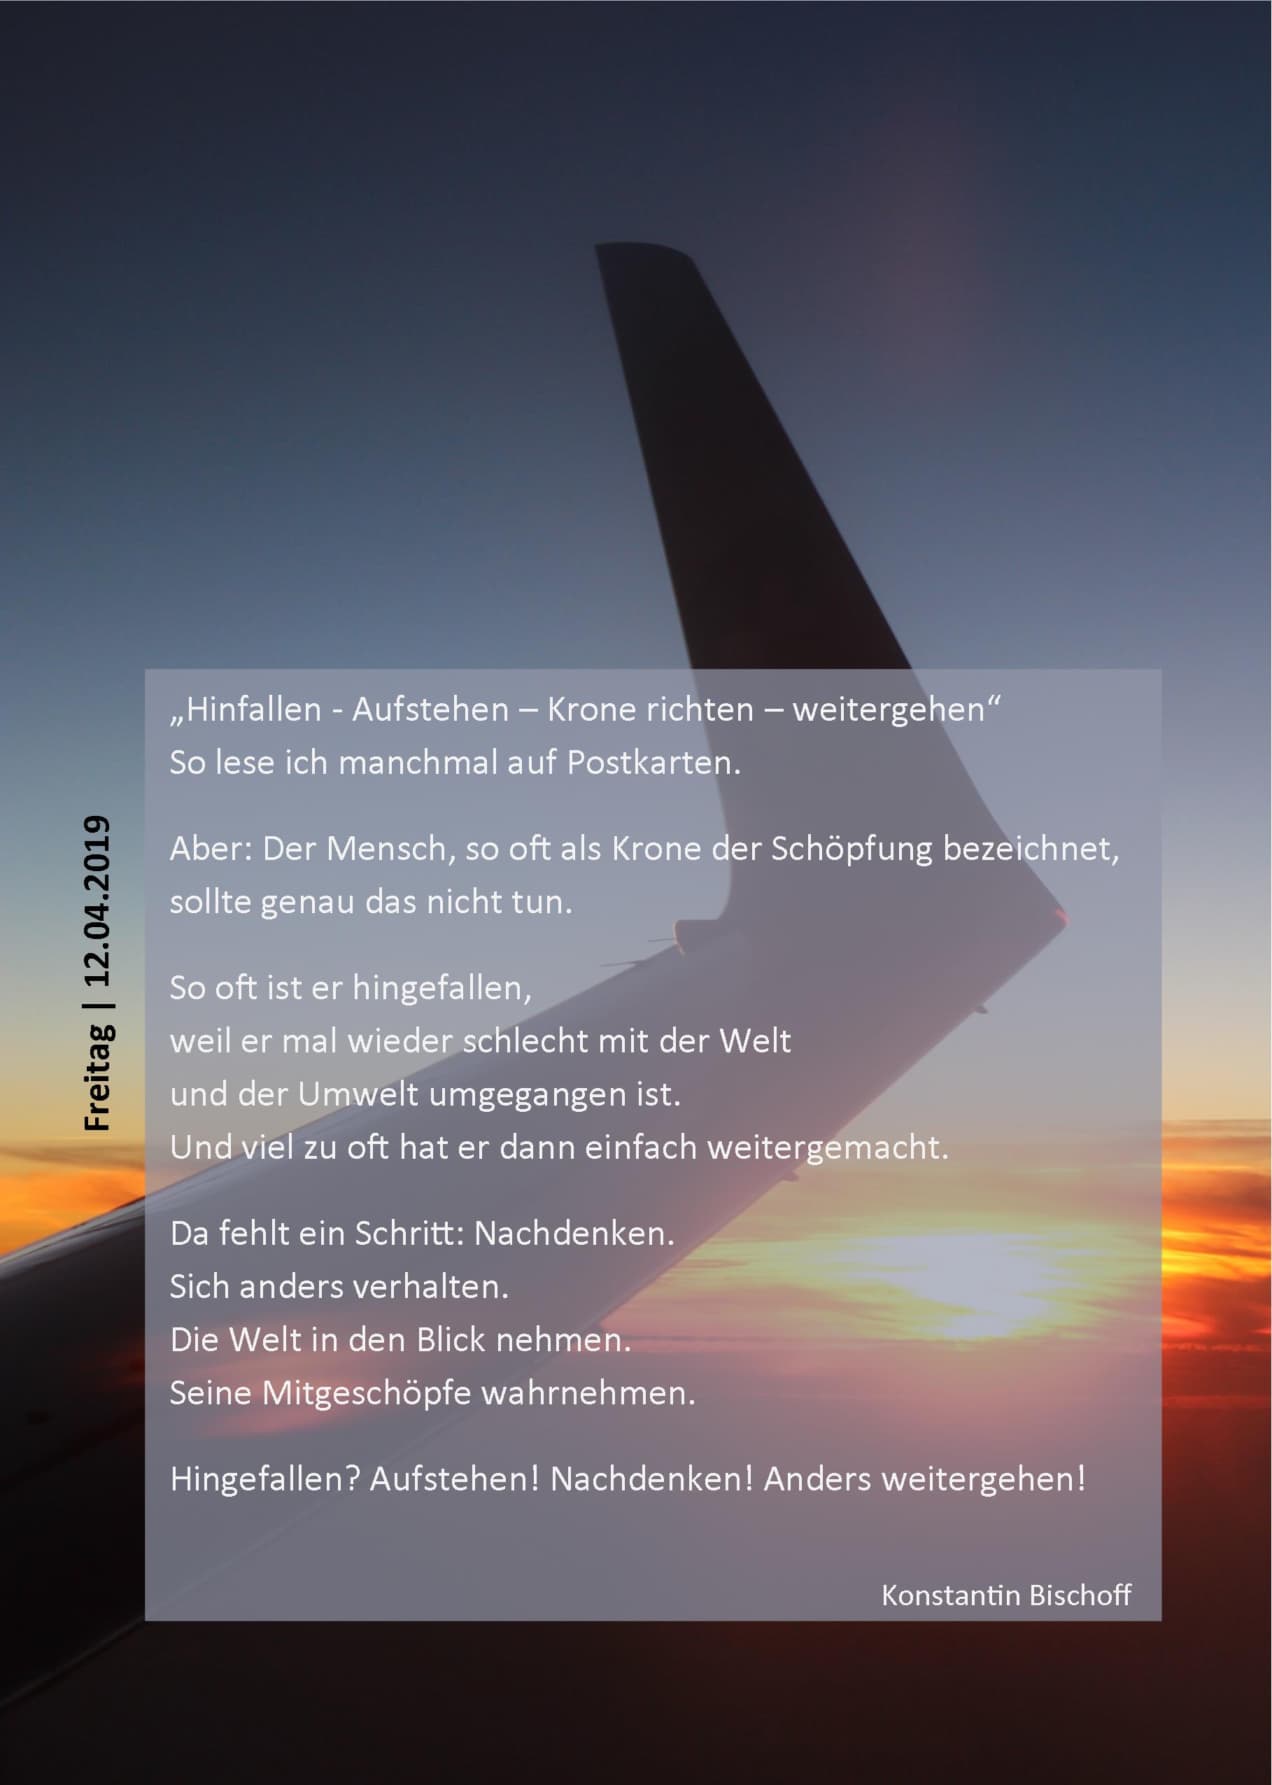 „Hinfallen - Aufstehen – Krone richten – weitergehen“
So lese ich manchmal auf Postkarten.
Aber: Der Mensch, so oft als Krone der Schöpfung bezeichnet,
sollte genau das nicht tun.
So oft ist er hingefallen,
weil er mal wieder schlecht mit der Welt
und der Umwelt umgegangen ist.
Und viel zu oft hat er dann einfach weitergemacht.
Da fehlt ein Schritt: Nachdenken.
Sich anders verhalten.
Die Welt in den Blick nehmen.
Seine Mitgeschöpfe wahrnehmen.
Hingefallen? Aufstehen! Nachdenken! Anders weitergehen!
Konstantin Bischoff
Freitag | 12.04.2019